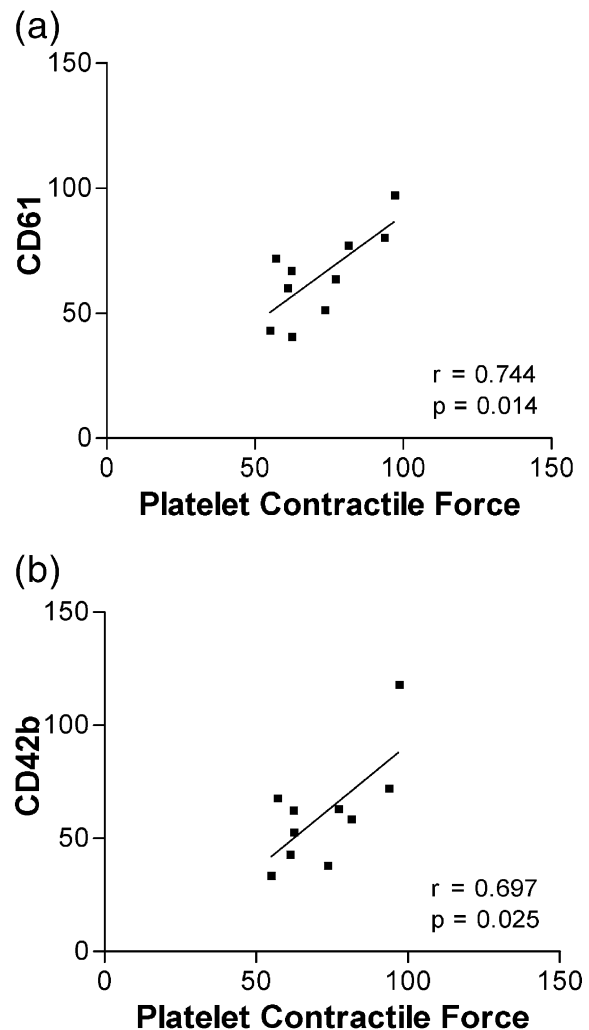 (a)
150
100
50
0
CD61
r = 0.744
p = 0.014
0 50 100 150
Platelet Contractile Force
(b)
150
100
50
0
CD42b
r = 0.697
p = 0.025
0 50 100 150
Platelet Contractile Force